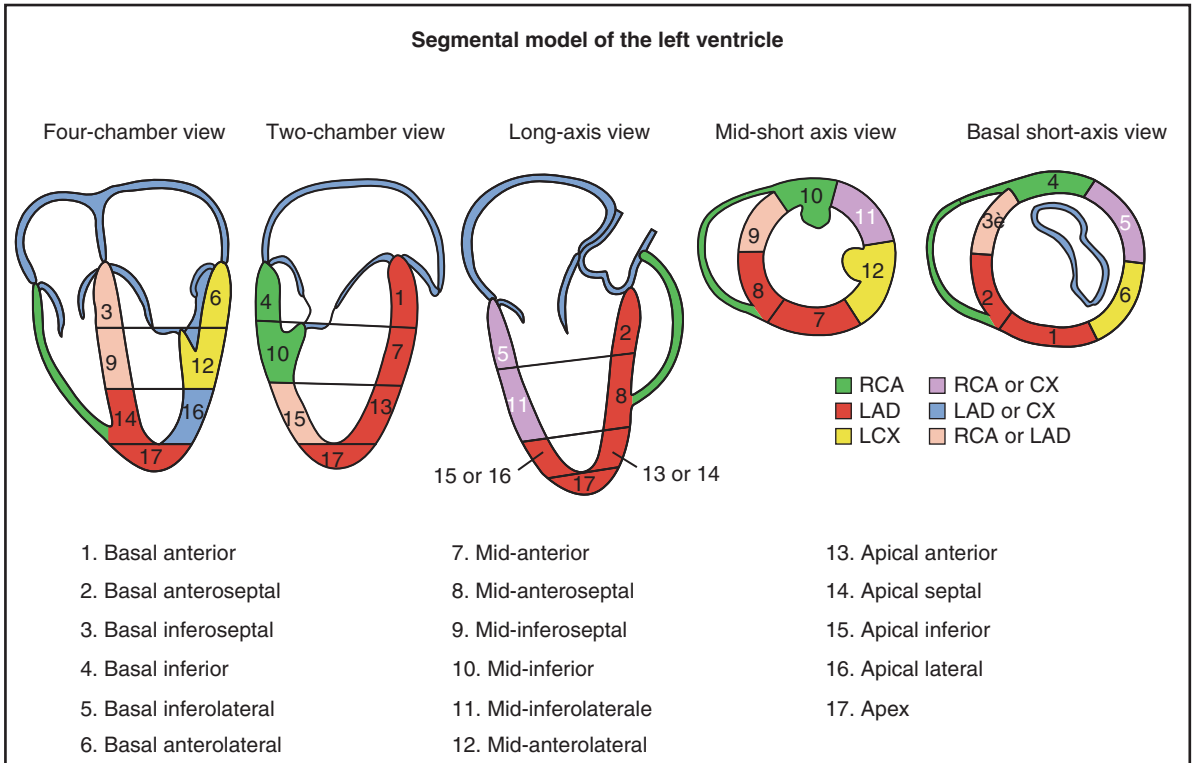 Segmental model of the left ventricle
Four-chamber view
Two-chamber view
Long-axis view
Mid-short axis view
Basal short-axis view
3
9
14
17
16
12
6
4
10
15
17
13
7
1
5
11
15 or 16
17
13 or 14
8
2
10
11
9
12
8
7
4
5
3è
6
2
1
RCA
RCA or CX
LAD
LAD or CX
LCX
RCA or LAD
1. Basal anterior
2. Basal anteroseptal
3. Basal inferoseptal
4. Basal inferior
5. Basal inferolateral
6. Basal anterolateral
7. Mid-anterior
8. Mid-anteroseptal
9. Mid-inferoseptal
10. Mid-inferior
11. Mid-inferolaterale
12. Mid-anterolateral
13. Apical anterior
14. Apical septal
15. Apical inferior
16. Apical lateral
17. Apex